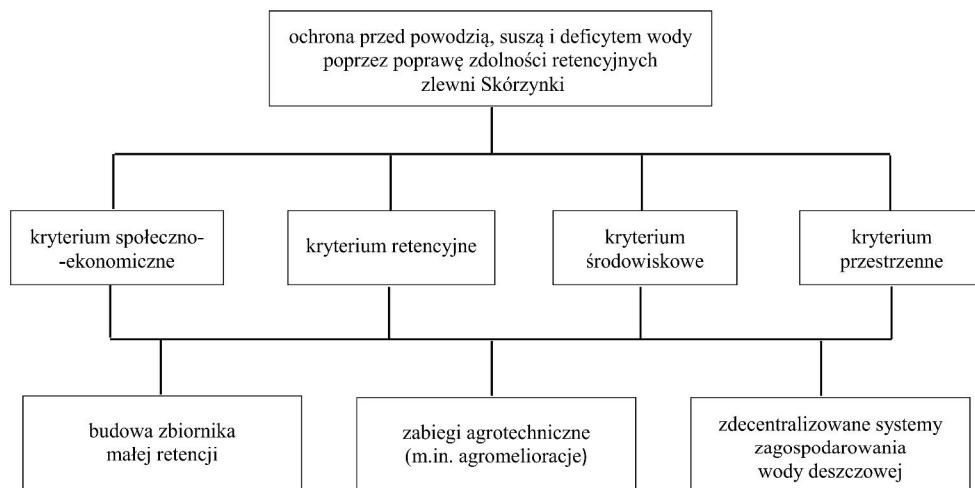 ochrona przed powodzią, suszą i deficytem wody
poprzez poprawę zdolności retencyjnych
zlewni Skórzynki
kryterium społeczno-
-ekonomiczne
kryterium retencyjne
kryterium
środowiskowe
kryterium
przestrzenne
budowa zbiornika
małej retencji
zabiegi agrotechniczne
(m.in. agromelioracje)
zdecentralizowane systemy
zagospodarowania
wody deszczowej